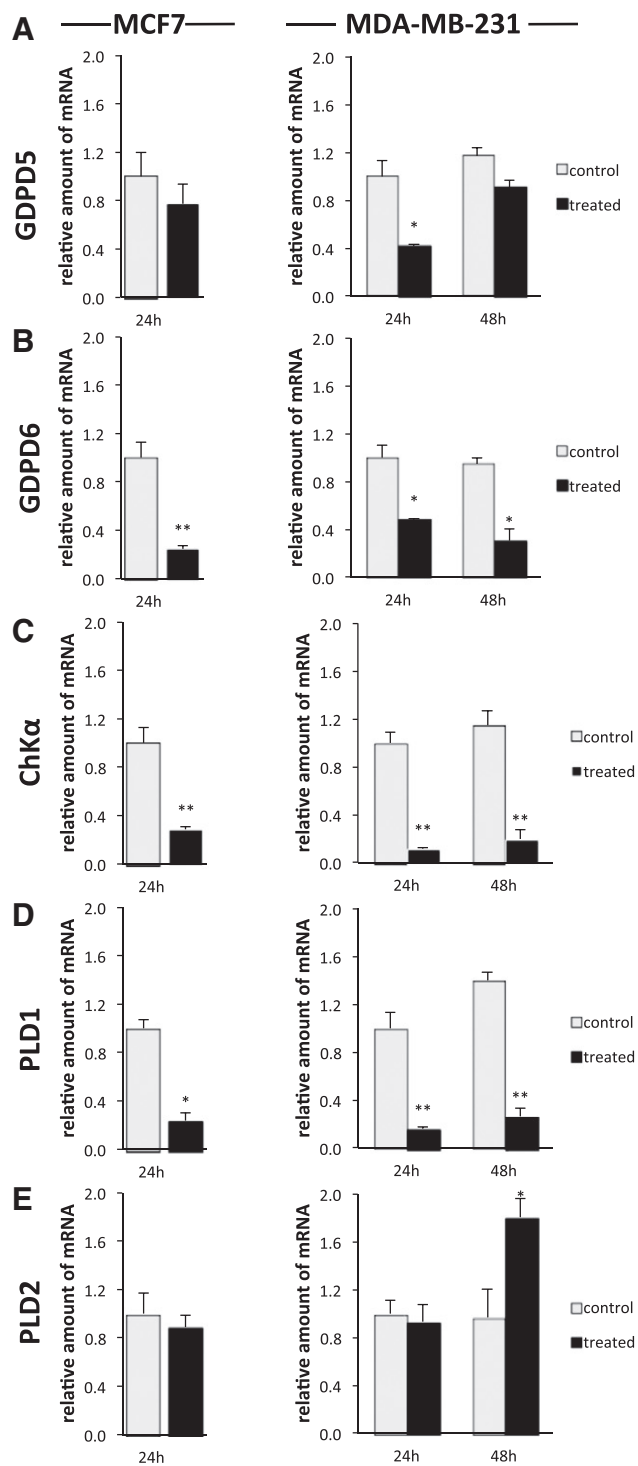 MCF7 MDA-MB-231
A
GDPD5
relative amount of mRNA
2.0
1.6
1.2
0.8
0.4
0.0
24h
relative amount of mRNA
2.0
1.6
1.2
0.8
0.4
0.0
*
24h 48h
control
treated
B
GDPD6
relative amount of mRNA
2.0
1.6
1.2
0.8
0.4
0.0
**
24h
relative amount of mRNA
2.0
1.6
1.2
0.8
0.4
0.0
* *
24h 48h
control
treated
C
ChKα
relative amount of mRNA
2.0
1.6
1.2
0.8
0.4
0.0
**
24h
relative amount of mRNA
2.0
1.6
1.2
0.8
0.4
0.0
** **
24h 48h
control
treated
D
PLD1
relative amount of mRNA
2.0
1.6
1.2
0.8
0.4
0.0
*
24h
relative amount of mRNA
2.0
1.6
1.2
0.8
0.4
0.0
** **
24h 48h
control
treated
E
PLD2
relative amount of mRNA
2.0
1.6
1.2
0.8
0.4
0.0
24h
relative amount of mRNA
2.0
1.6
1.2
0.8
0.4
0.0
*
24h 48h
control
treated